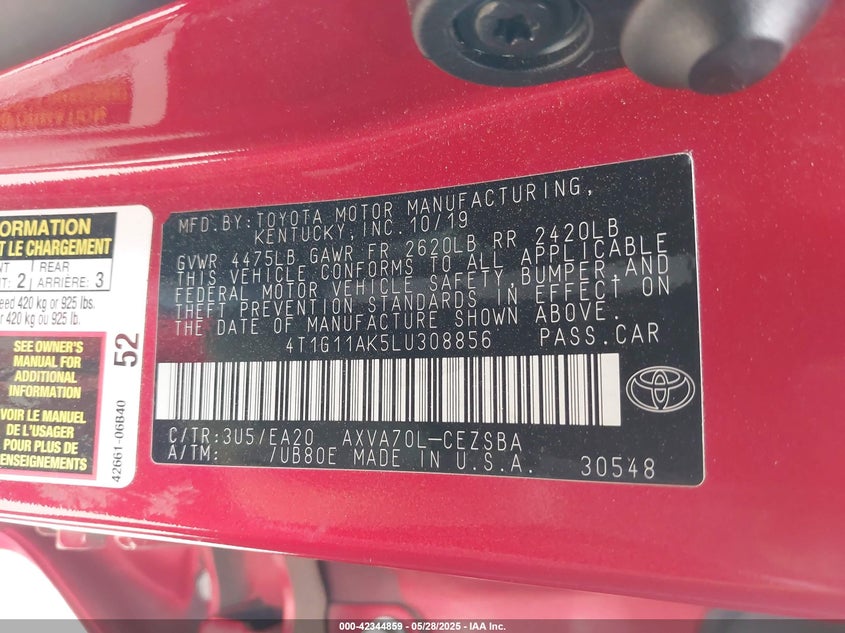 MFD.BY: TOYOTA MOTOR MANUFACTURING,
KENTUCKY, INC. 10/19
GVWR 4475LB GAWR FR 2620LB RR 2420LB
THIS VEHICLE CONFORMS TO ALL APPLICABLE
FEDERAL MOTOR VEHICLE SAFETY, BUMPER, AND
THEFT PREVENTION STANDARDS IN EFFECT ON
THE DATE OF MANUFACTURE SHOWN ABOVE.
4T1G11AK5LU308856 PASS.CAR
C/TR: 3U5/EA20 AXVA70L-CEZSBA
A/TM: /UB80E MADE IN U.S.A. 30548
ORMATION
T LE CHARGEMENT
NT REAR
NT: 2 ARRIÈRE: 3
eed 420 kg or 925 lbs.
r 420 kg ou 925 lb.
SEE OWNER'S
MANUAL FOR
ADDITIONAL
INFORMATION
VOIR LE MANUEL
DE L'USAGER
POUR PLUS DE
ENSEIGNEMENTS
52
42661-06B40
000-42344859 - 05/28/2025 - © IAA Inc.